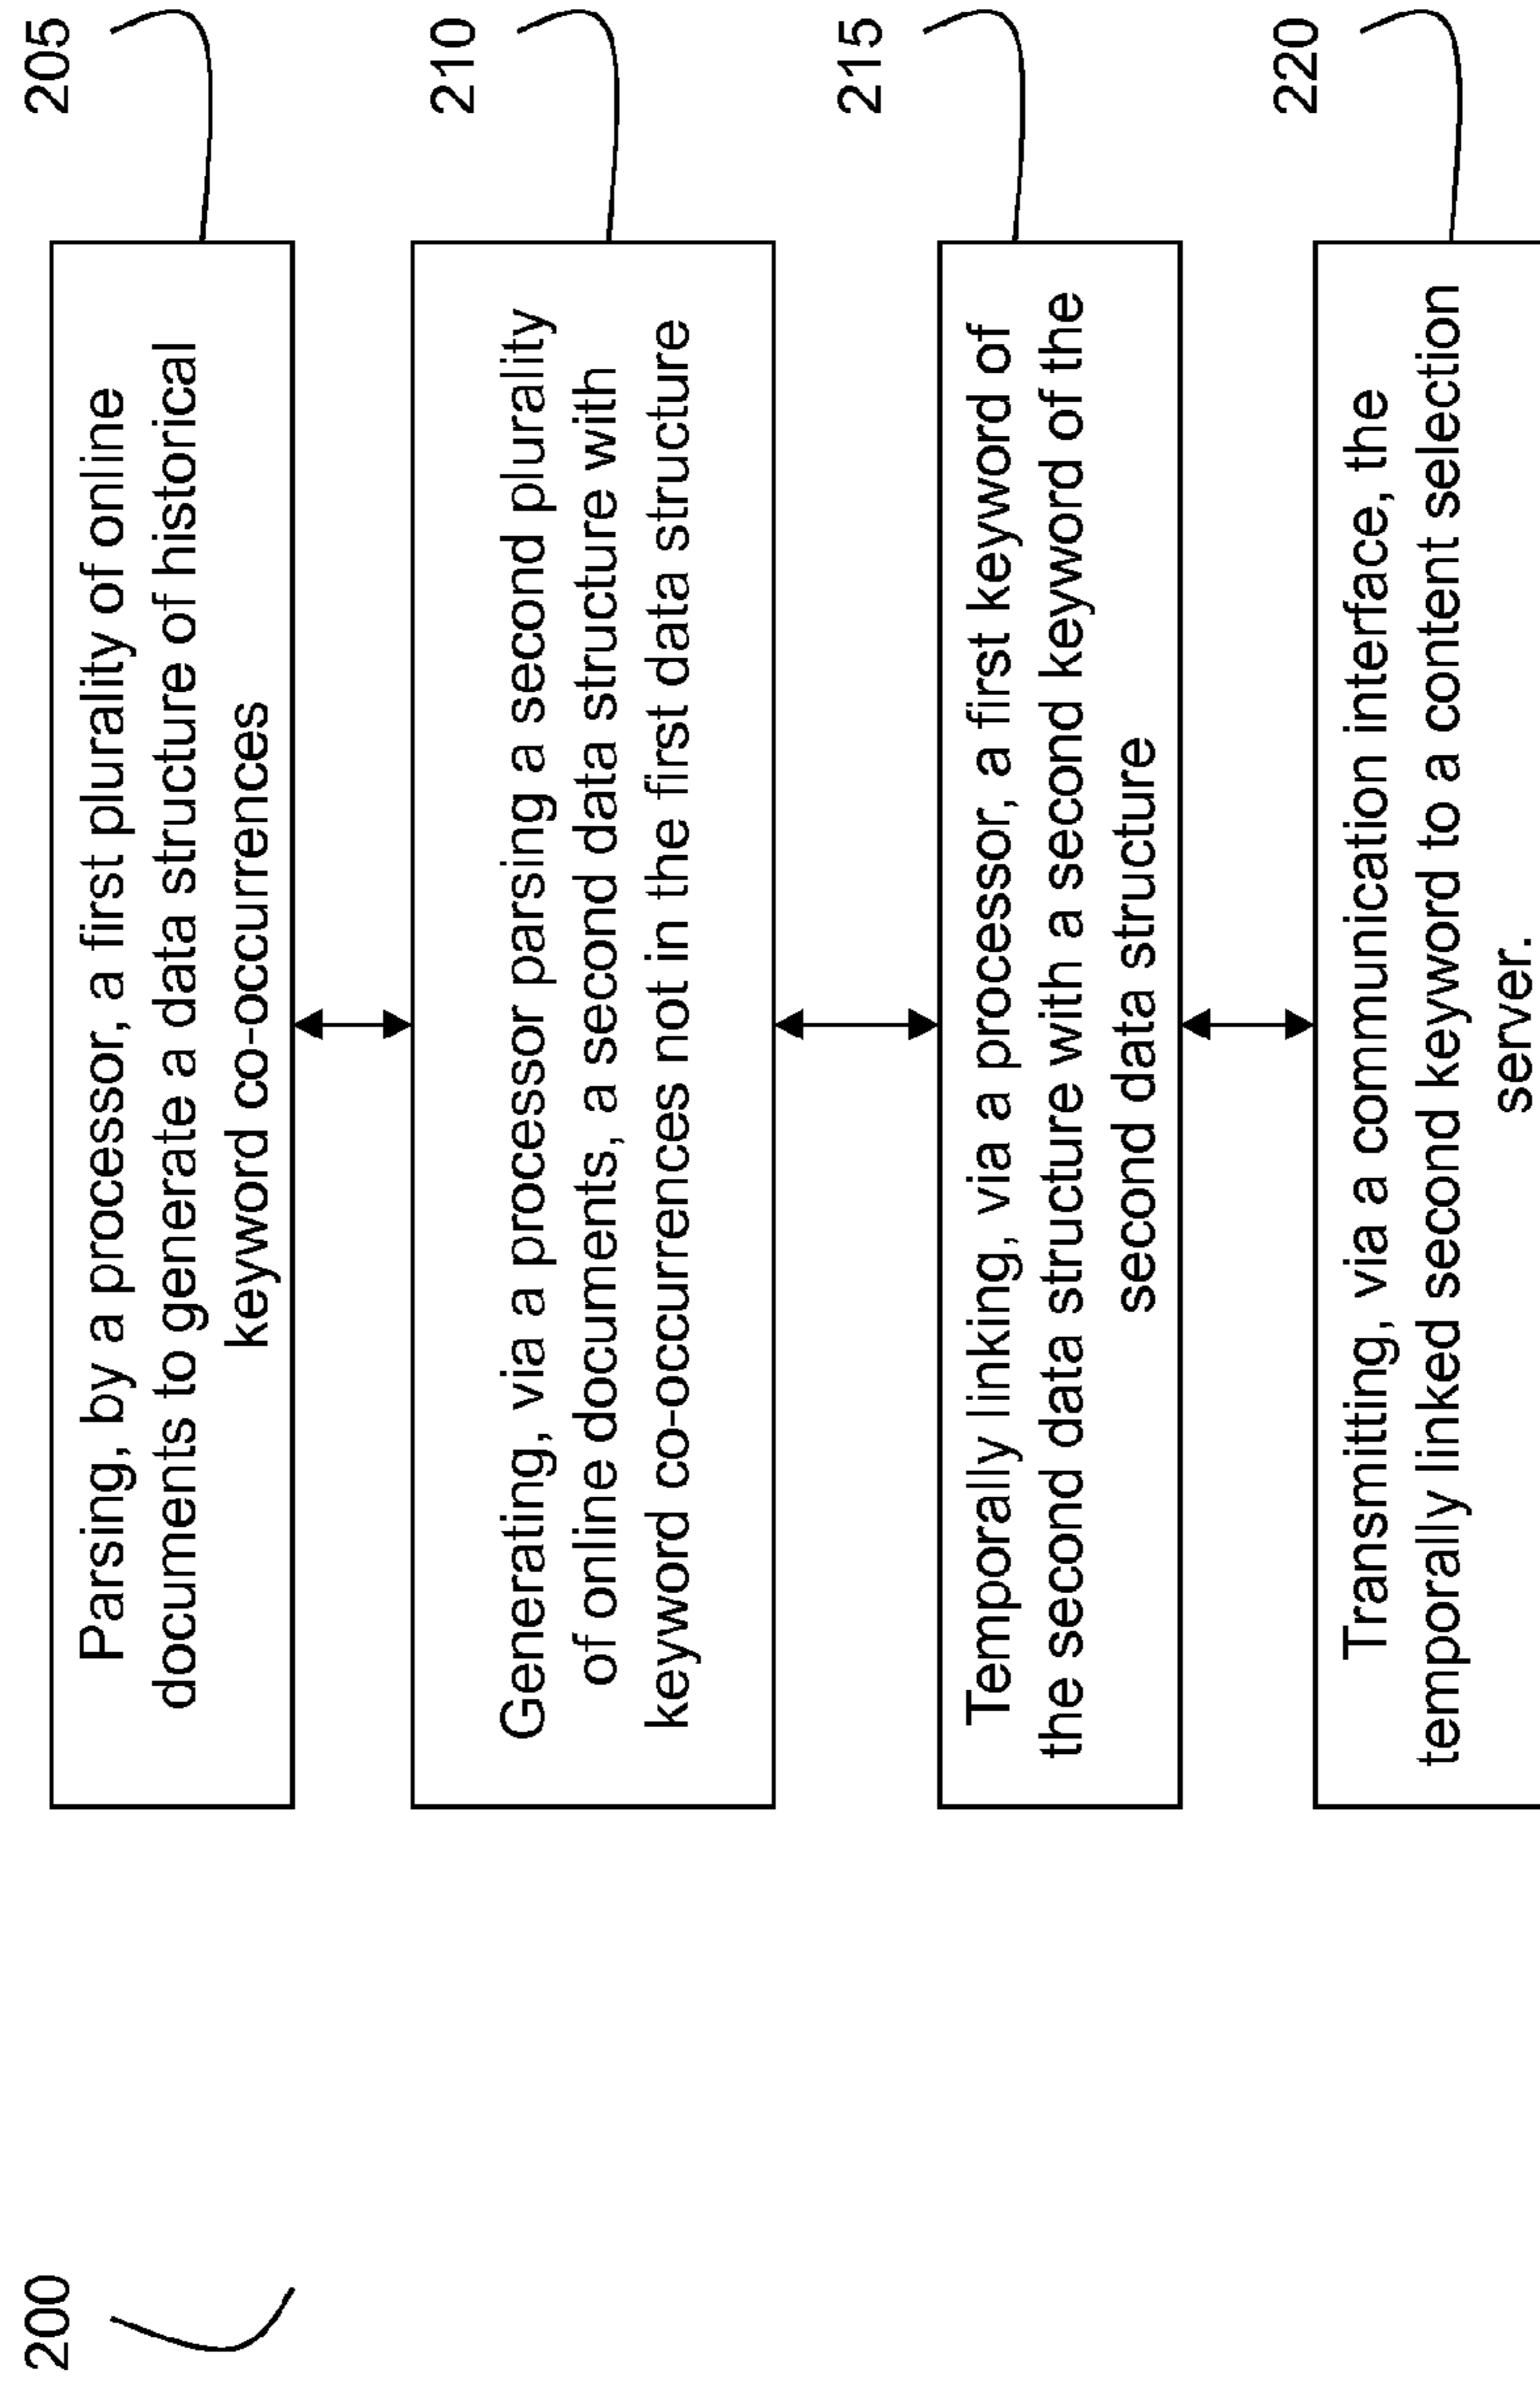 200
205
Parsing, by a processor, a first plurality of online
documents to generate a data structure of historical
keyword co-occurrences
210
Generating, via a processor parsing a second plurality
of online documents, a second data structure with
keyword co-occurrences not in the first data structure
215
Temporally linking, via a processor, a first keyword of
the second data structure with a second keyword of the
second data structure
220
Transmitting, via a communication interface, the
temporally linked second keyword to a content selection
server.